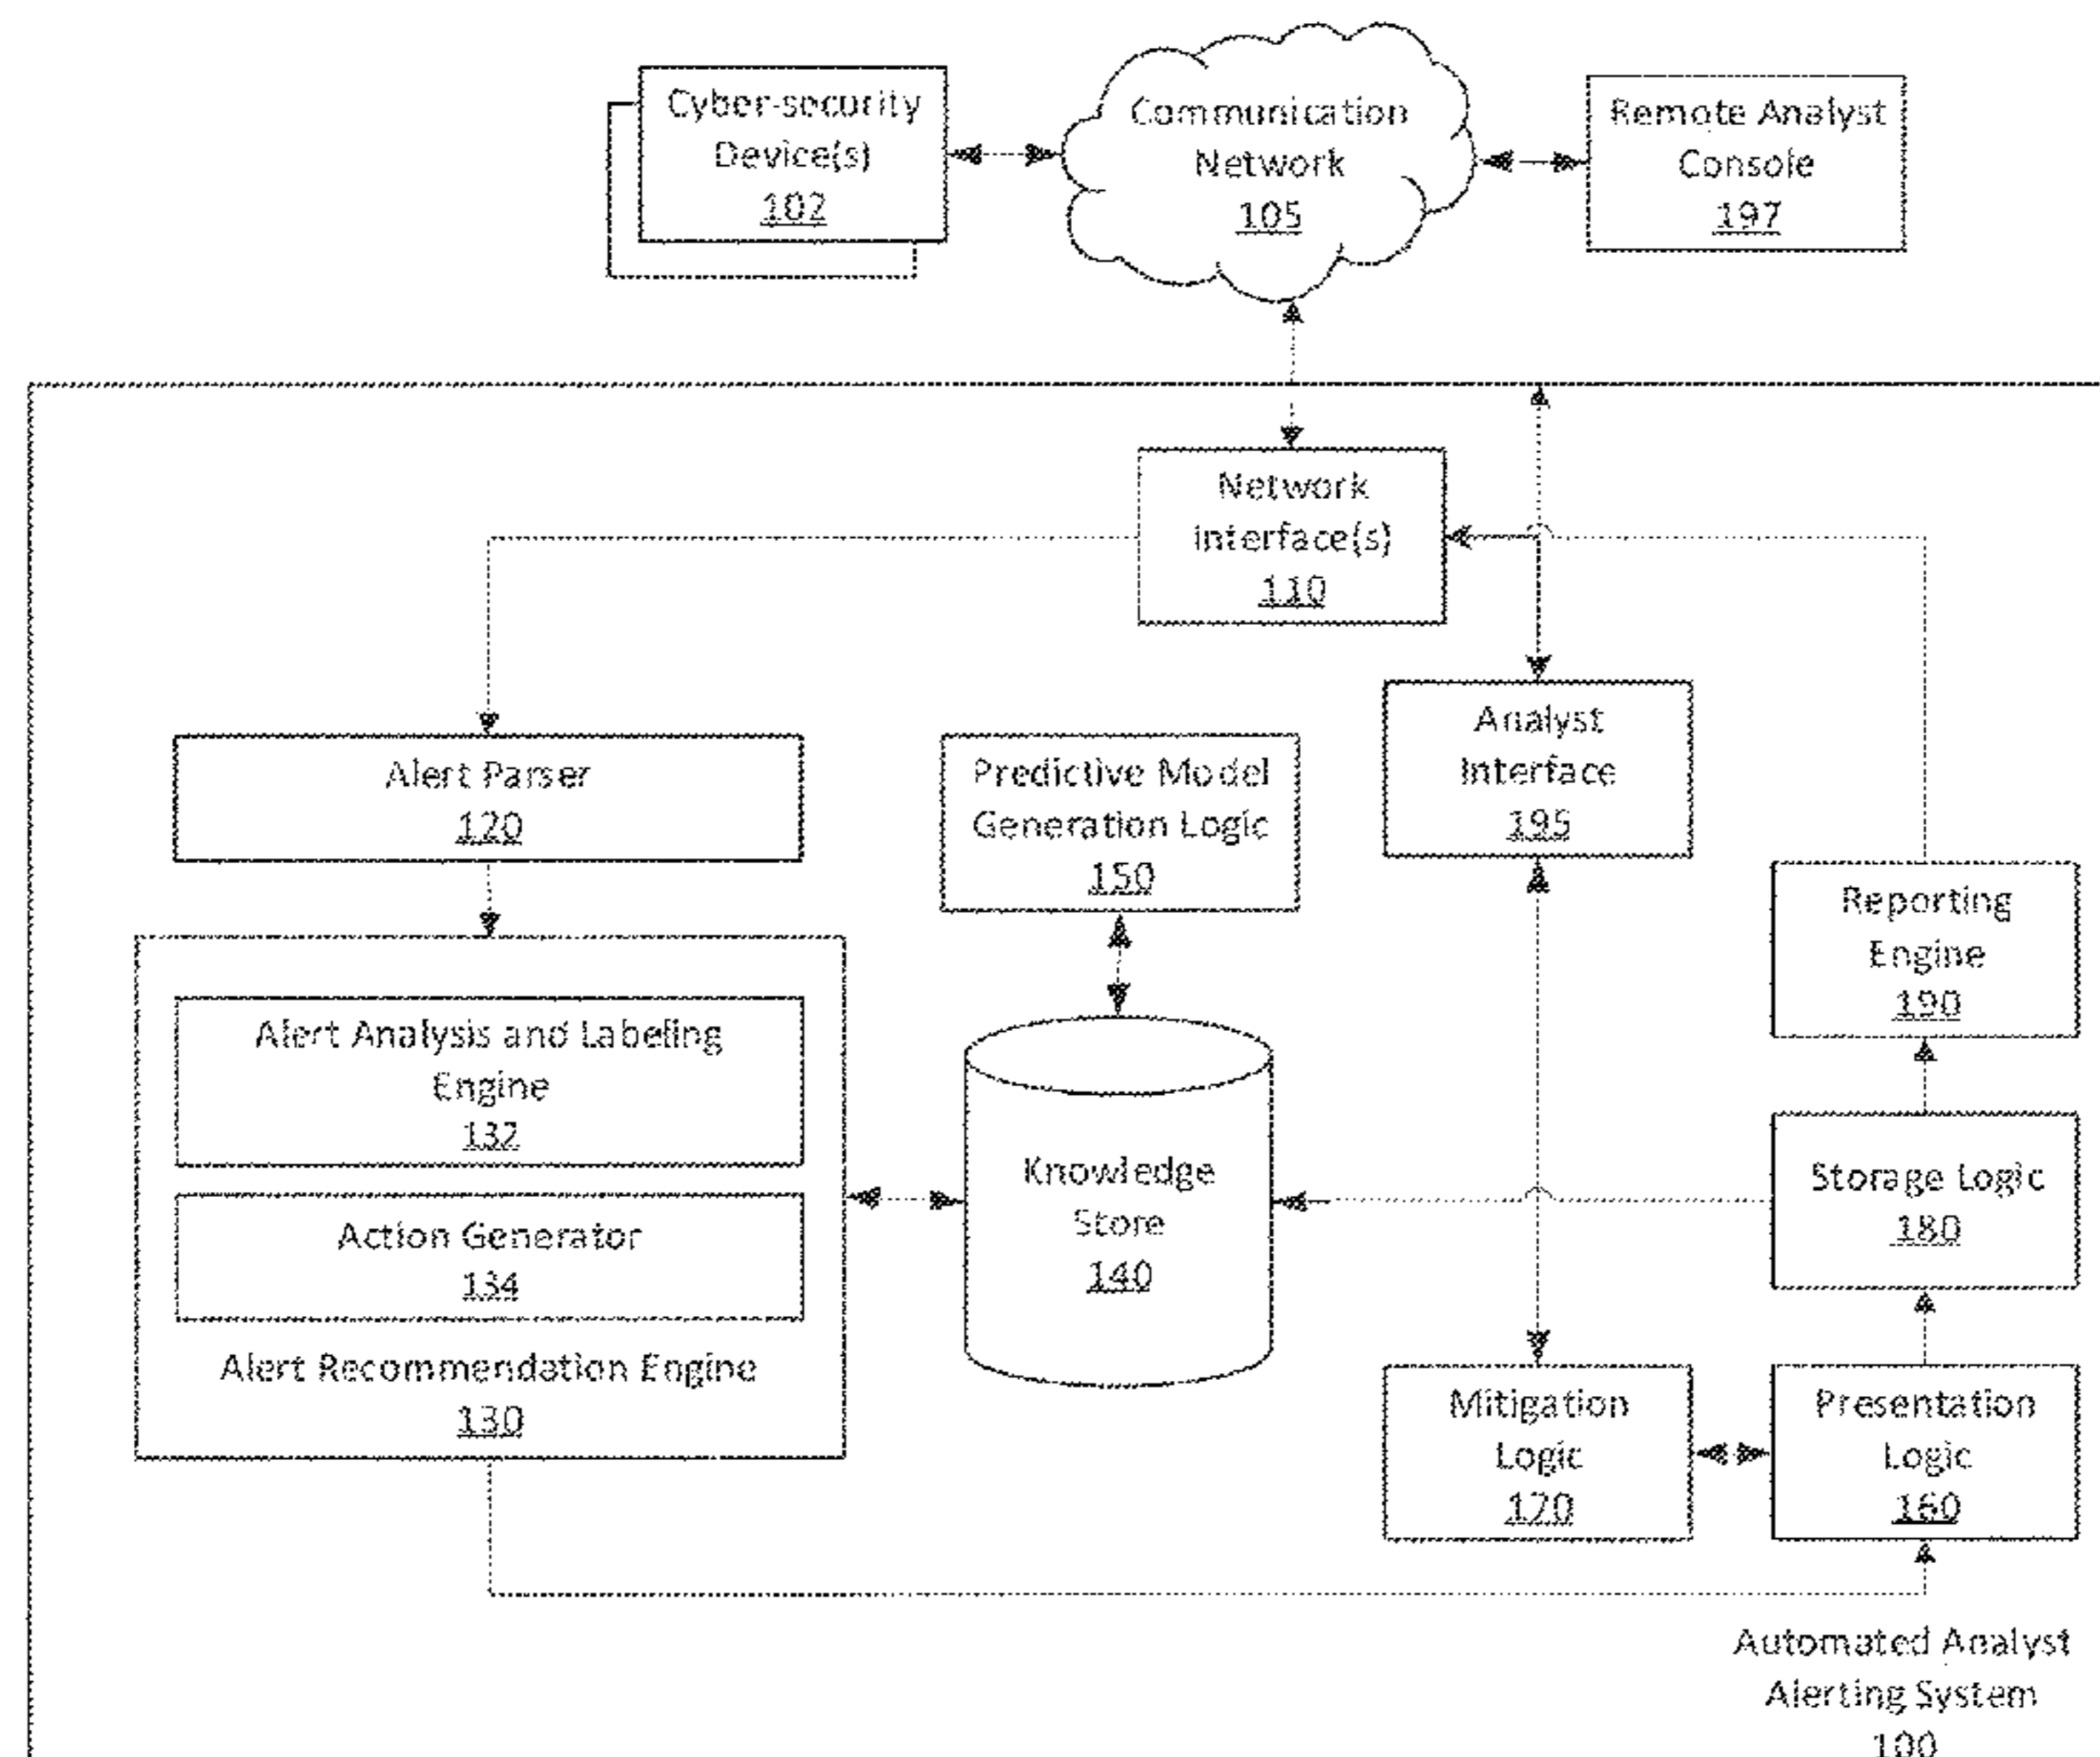 Cyber-security
Device(s)
102
Communication
Network
105
Remote Analyst
Console
197
Network
Interface(s)
110
Alert Parser
120
Predictive Model
Generation Logic
150
Analyst
Interface
195
Reporting
Engine
190
Alert Analysis and Labeling
Engine
132
Action Generator
134
Alert Recommendation Engine
130
Knowledge
Store
140
Storage Logic
180
Mitigation
Logic
170
Presentation
Logic
160
Automated Analyst
Alerting System
100